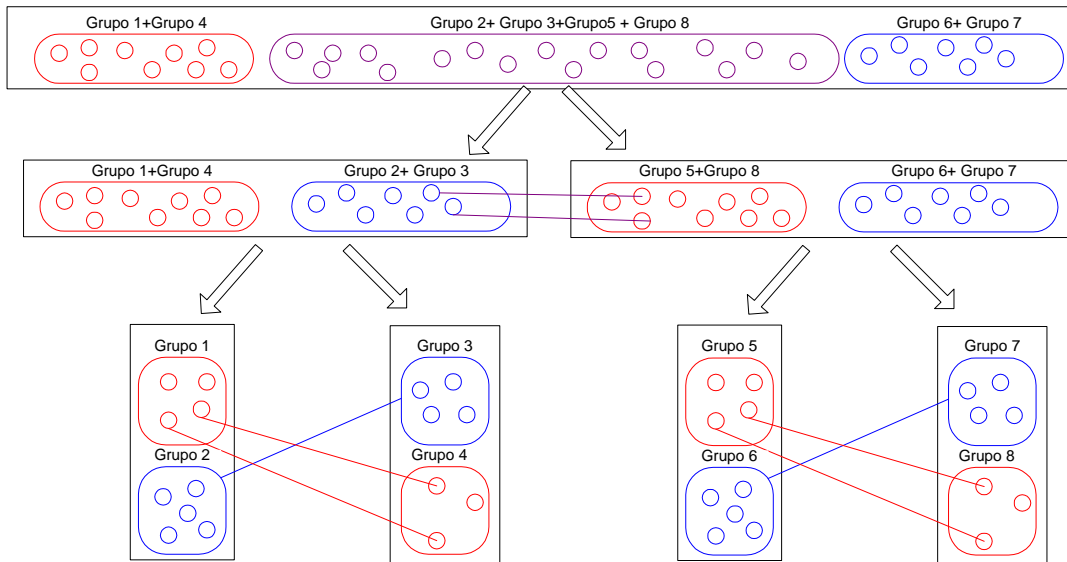 Grupo 1+Grupo 4
Grupo 2+ Grupo 3+Grupo5 + Grupo 8
Grupo 6+ Grupo 7
Grupo 1+Grupo 4
Grupo 2+ Grupo 3
Grupo 5+Grupo 8
Grupo 6+ Grupo 7
Grupo 1
Grupo 3
Grupo 5
Grupo 7
Grupo 2
Grupo 4
Grupo 6
Grupo 8